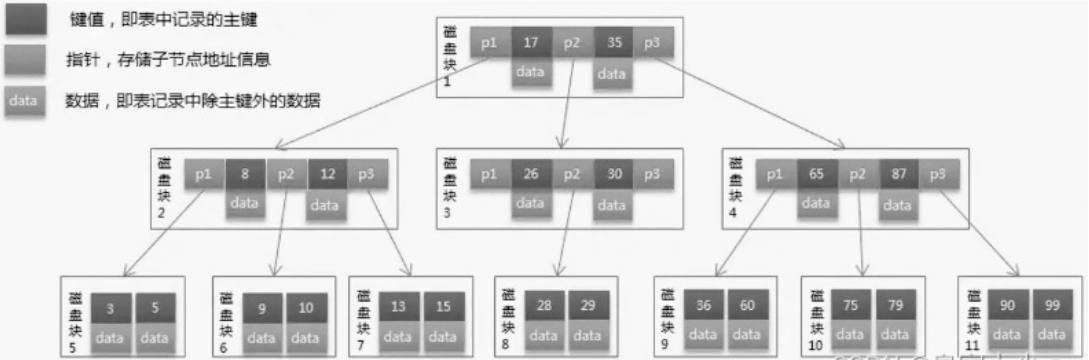 键值，即表中记录的主键
指针，存储子节点地址信息
data 数据，即表记录中除主键外的数据
磁盘块1 p1 17 p2 35 p3
data data
磁盘块2 p1 8 p2 12 p3
data data
磁盘块3 p1 26 p2 30 p3
data data
磁盘块4 p1 65 p2 87 p3
data data
磁盘块5 3 5
data data
磁盘块6 9 10
data data
磁盘块7 13 15
data data
磁盘块8 28 29
data data
磁盘块9 36 60
data data
磁盘块10 75 79
data data
磁盘块11 90 99
data data